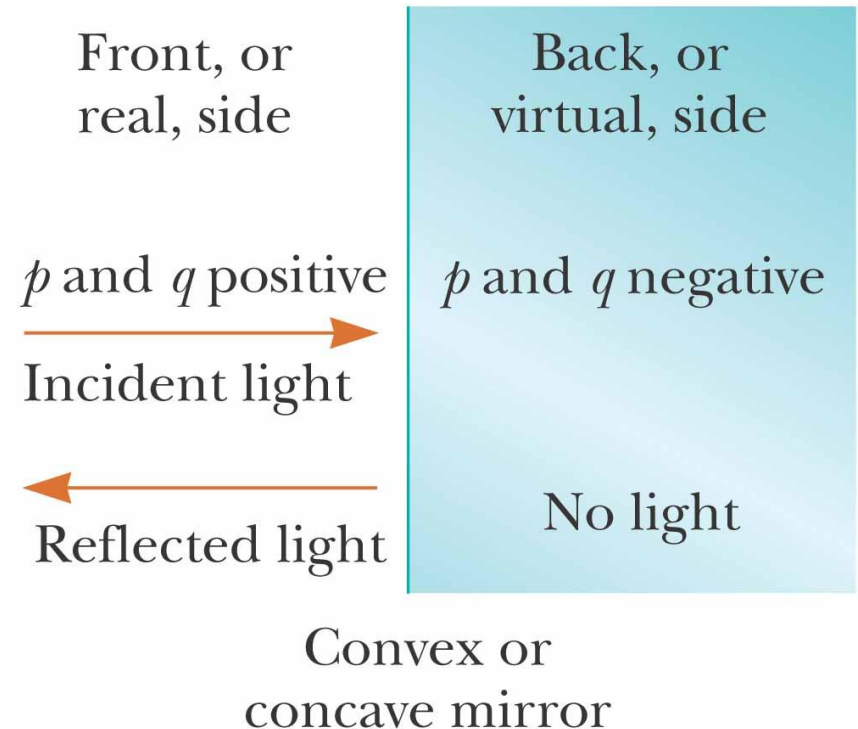 Front, or
real, side
Back, or
virtual, side
p and q positive
p and q negative
Incident light
Reflected light
No light
Convex or
concave mirror